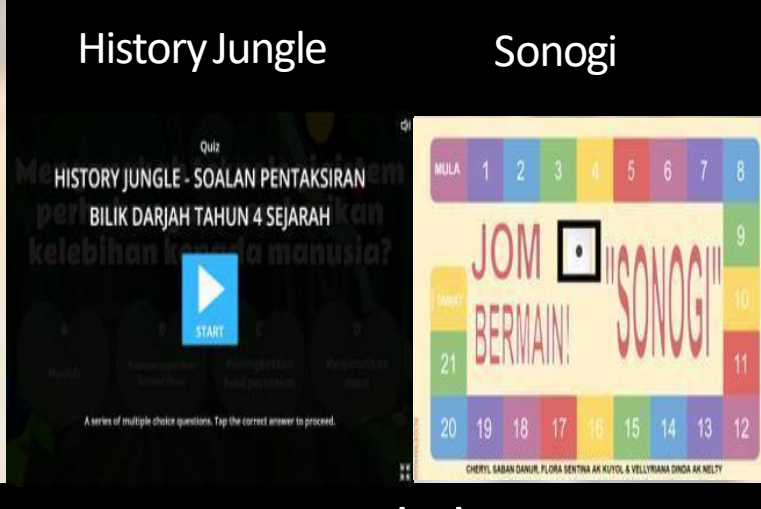 History Jungle
Sonogi
Quiz
HISTORY JUNGLE - SOALAN PENTAKSIRAN
BILIK DARJAH TAHUN 4 SEJARAH
kelebihan kepada manusia?
A B C D
START
A series of multiple choice questions. Tap the correct answer to proceed.
MULA 1 2 3 4 5 6 7 8
9
JOM "SONOGI"
BERMAIN!
TAMAT 10
21 11
20 19 18 17 16 15 14 13 12
CHERYL SABAN DANUR, FLORA SENTINA AK KUYOL & VELLYRIANA DINDA AK NELTY